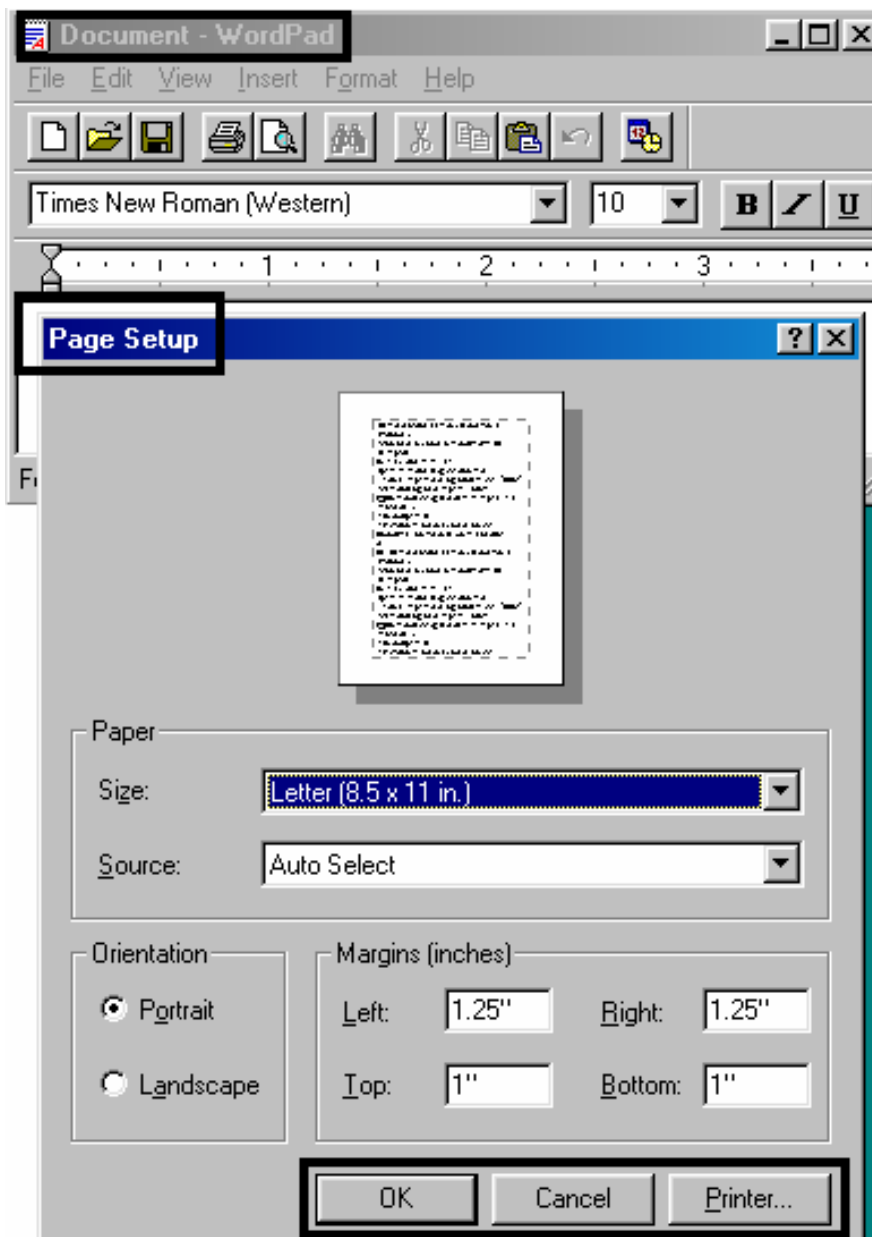 Document - WordPad
File Edit View Insert Format Help
Times New Roman (Western) 10 B I U
1 2 3
Page Setup
Paper
Size: Letter (8.5 x 11 in.)
Source: Auto Select
Orientation
Portrait
Landscape
Margins (inches)
Left: 1.25" Right: 1.25"
Top: 1" Bottom: 1"
OK Cancel Printer...